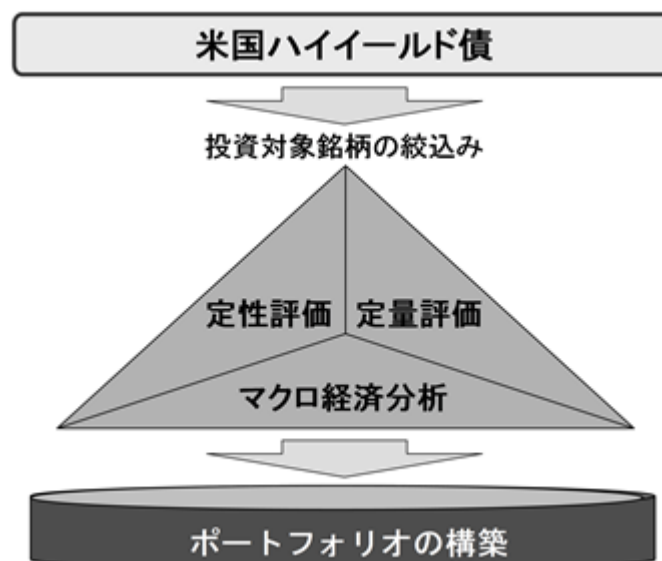 米国ハイイールド債
投資対象銘柄の絞込み
定性評価
定量評価
マクロ経済分析
ポートフォリオの構築